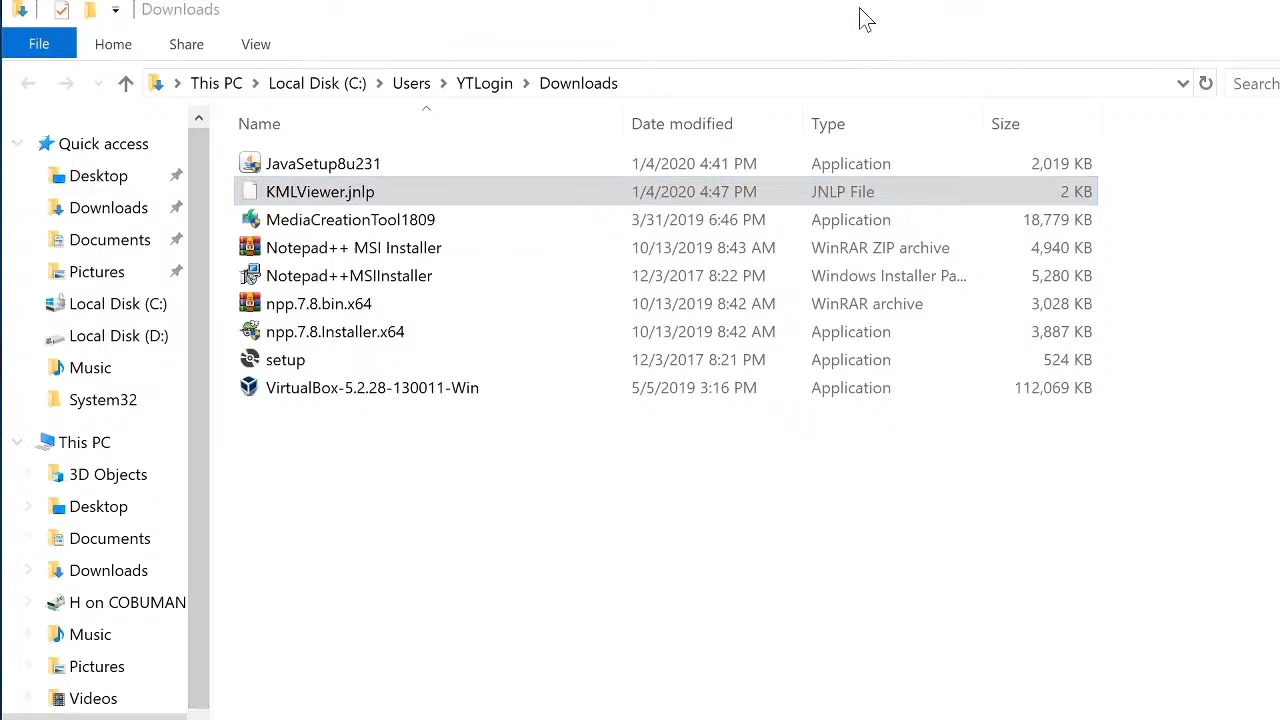 Downloads
File Home Share View
This PC Local Disk (C:) Users YTLogin Downloads Search
Name Date modified Type Size
Quick access
Desktop
Downloads
Documents
Pictures
Local Disk (C:)
Local Disk (D:)
Music
System32
This PC
3D Objects
Desktop
Documents
Downloads
H on COBUMAN
Music
Pictures
Videos
JavaSetup8u231 1/4/2020 4:41 PM Application 2,019 KB
KMLViewer.jnlp 1/4/2020 4:47 PM JNLP File 2 KB
MediaCreationTool1809 3/31/2019 6:46 PM Application 18,779 KB
Notepad++ MSI Installer 10/13/2019 8:43 AM WinRAR ZIP archive 4,940 KB
Notepad++MSIInstaller 12/3/2017 8:22 PM Windows Installer Pa... 5,280 KB
npp.7.8.bin.x64 10/13/2019 8:42 AM WinRAR archive 3,028 KB
npp.7.8.Installer.x64 10/13/2019 8:42 AM Application 3,887 KB
setup 12/3/2017 8:21 PM Application 524 KB
VirtualBox-5.2.28-130011-Win 5/5/2019 3:16 PM Application 112,069 KB